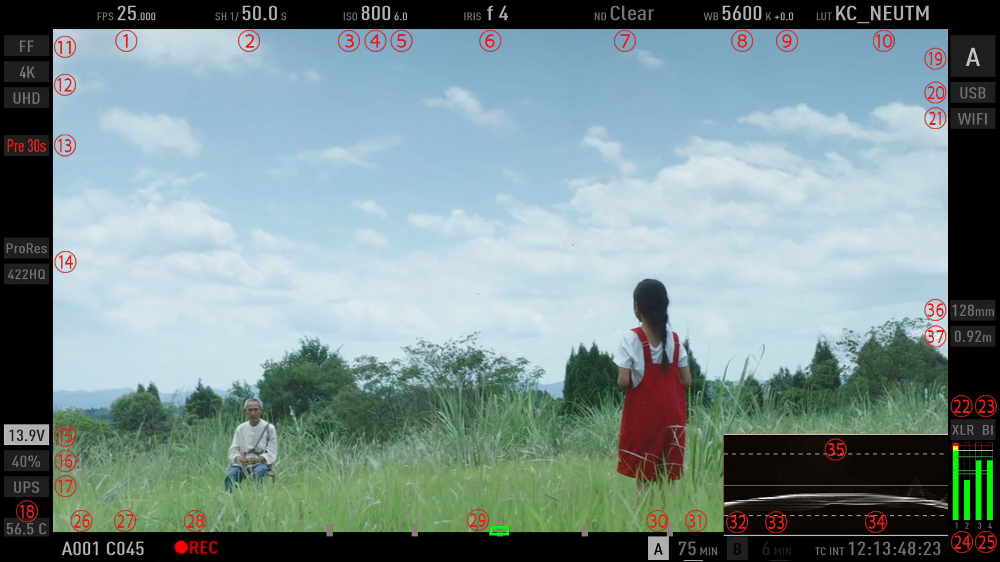 FPS 25.000 SH 1/ 50.0 S ISO 800 6.0 IRIS f 4 ND Clear WB 5600 K +0.0 LUT KC_NEUTM
① ② ③ ④ ⑤ ⑥ ⑦ ⑧ ⑨ ⑩
FF ⑪
4K
⑫
UHD
Pre 30s ⑬
ProRes
⑭
422HQ
13.9V ⑮
40% ⑯
UPS ⑰
⑱
56.5 C
⑲ A
⑳ USB
㉑ WIFI
㊱ 128mm
㊲ 0.92m
㉒ ㉓
XLR BI
1 2 3 4
㉔ ㉕
㉟
㉖ ㉗ ㉘ ㉙ ㉚ ㉛ ㉜ ㉝ ㉞
A001 C045 REC A 75 MIN B 6 MIN TC INT 12:13:48:23